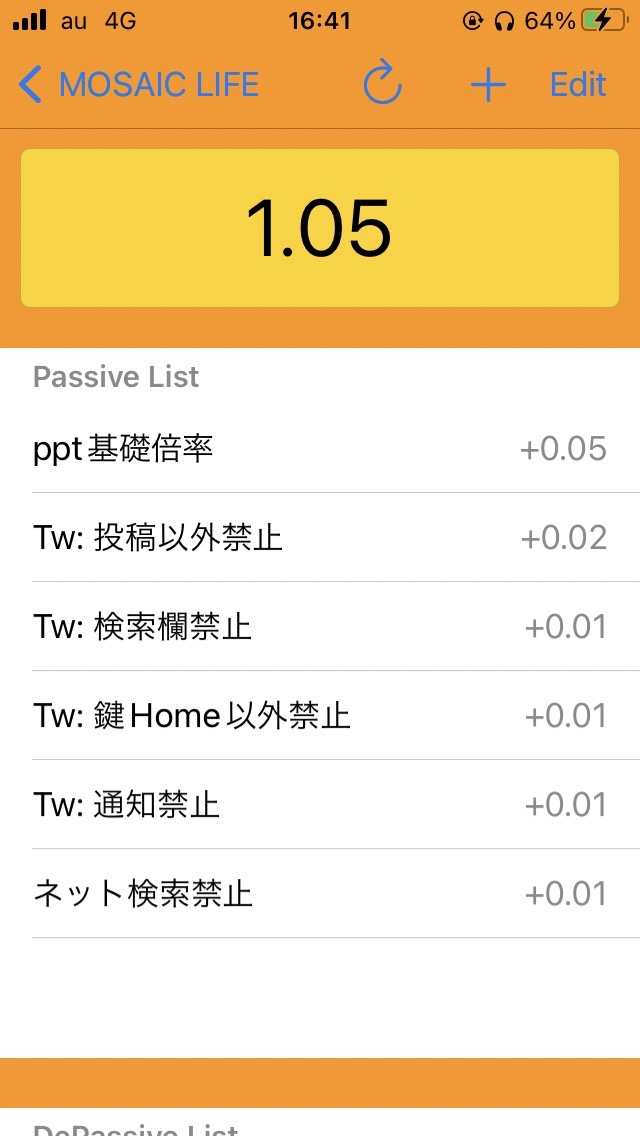 au 4G 16:41 64%
MOSAIC LIFE Edit
1.05
Passive List
ppt基礎倍率 +0.05
Tw: 投稿以外禁止 +0.02
Tw: 検索欄禁止 +0.01
Tw: 鍵Home以外禁止 +0.01
Tw: 通知禁止 +0.01
ネット検索禁止 +0.01
DePassive List